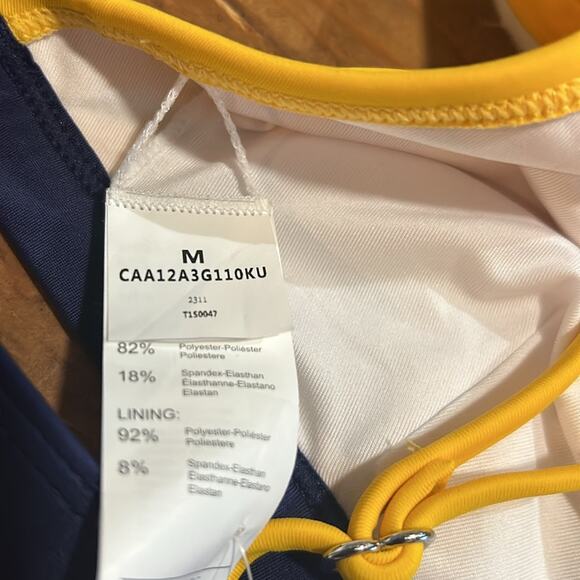 M
CAA12A3G110KU
2311
T150047
82% Polyester-Poliéster
Poliestere
18% Spandex-Elasthan
Elasthanne-Elastano
Elastan
LINING:
92% Polyester-Poliéster
Poliestere
8% Spandex-Elasthan
Elasthanne-Elastano
Elastan